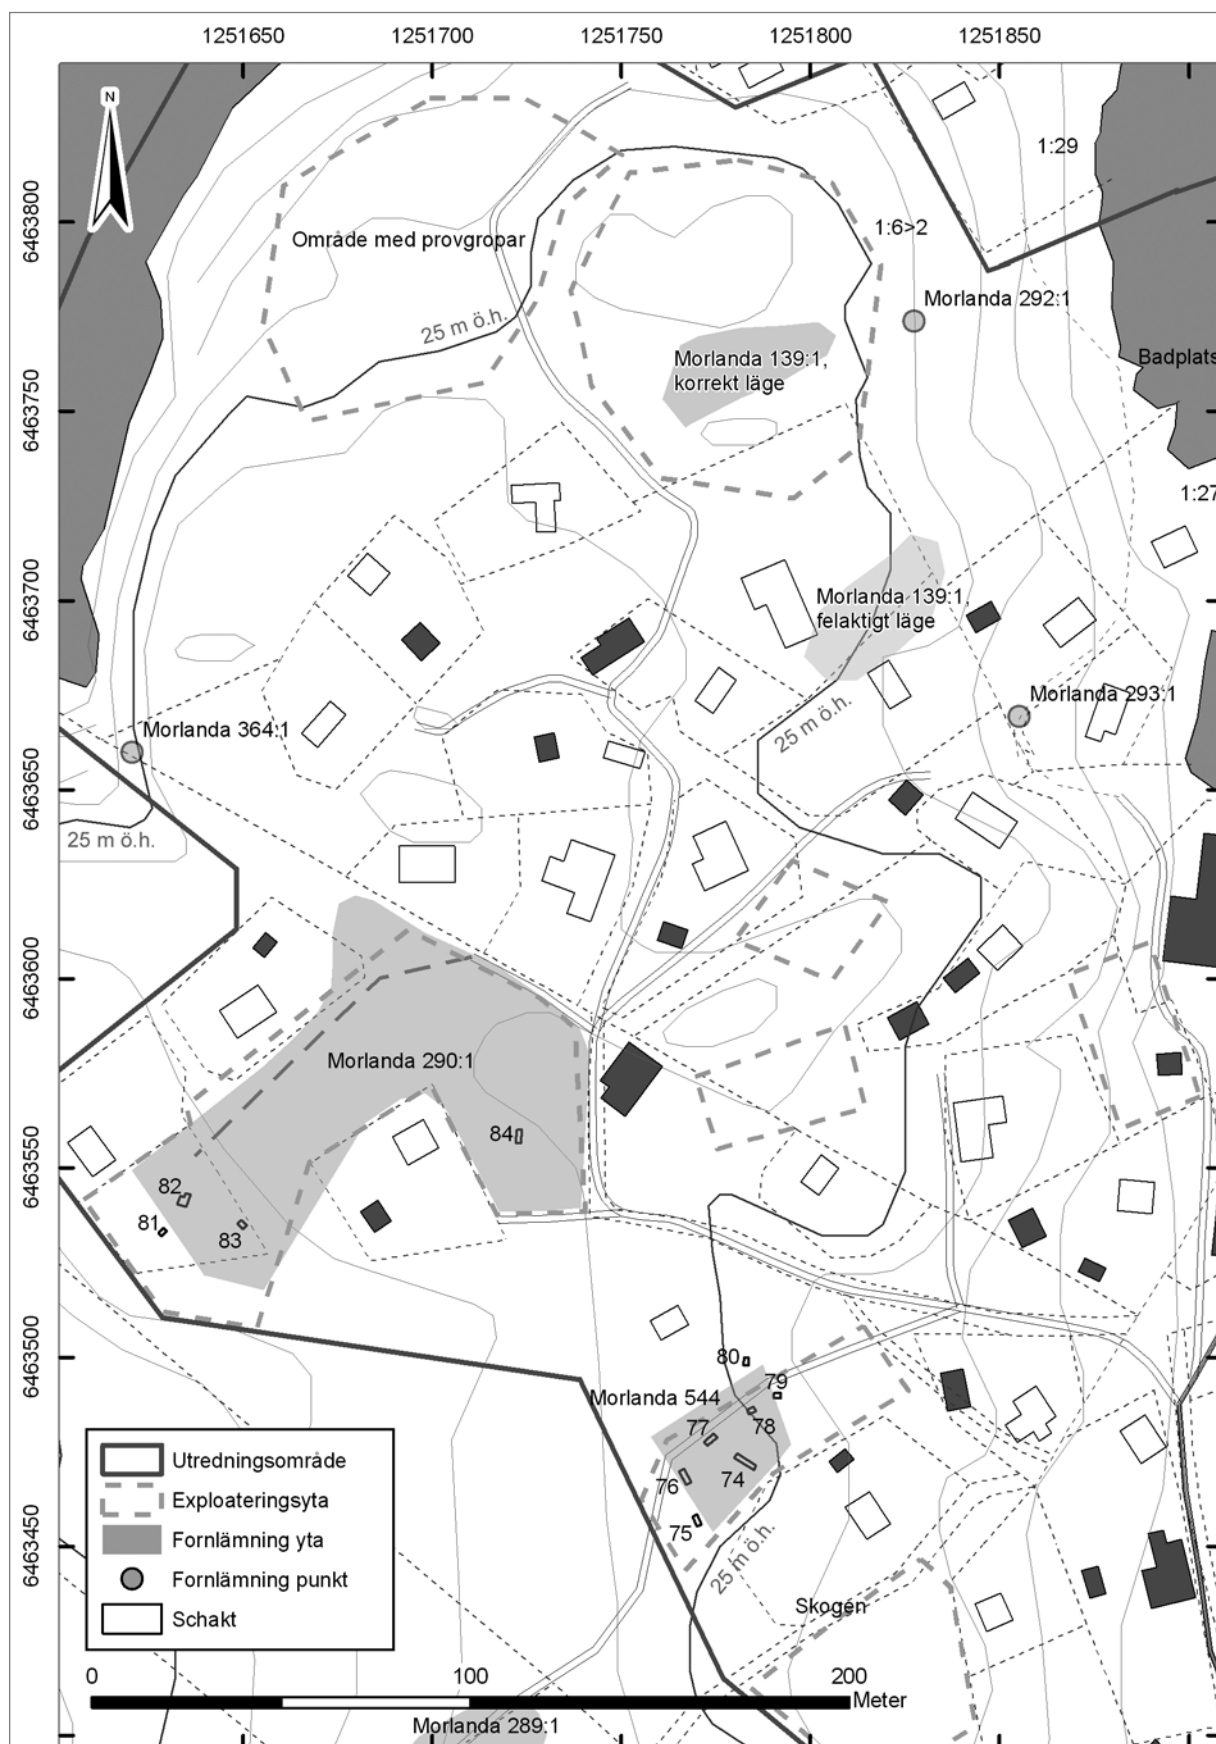 1251650 1251700 1251750 1251800 1251850
N
1:29
6463800
Område med provgropar
1:6>2
Morlanda 292:1
25 m ö.h.
Morlanda 139:1,
korrekt läge
Badplats
6463750
1:27
6463700
Morlanda 139:1,
felaktigt läge
Morlanda 293:1
Morlanda 364:1
25 m ö.h.
6463650
25 m ö.h.
6463600
Morlanda 290:1
84
6463550
82
81
83
6463500
80
79
Morlanda 544
77
78
76
74
75
25 m ö.h.
6463450
Skogén
Utredningsområde
Exploateringsyta
Fornlämning yta
Fornlämning punkt
Schakt
0 100 200
Meter
Morlanda 289:1